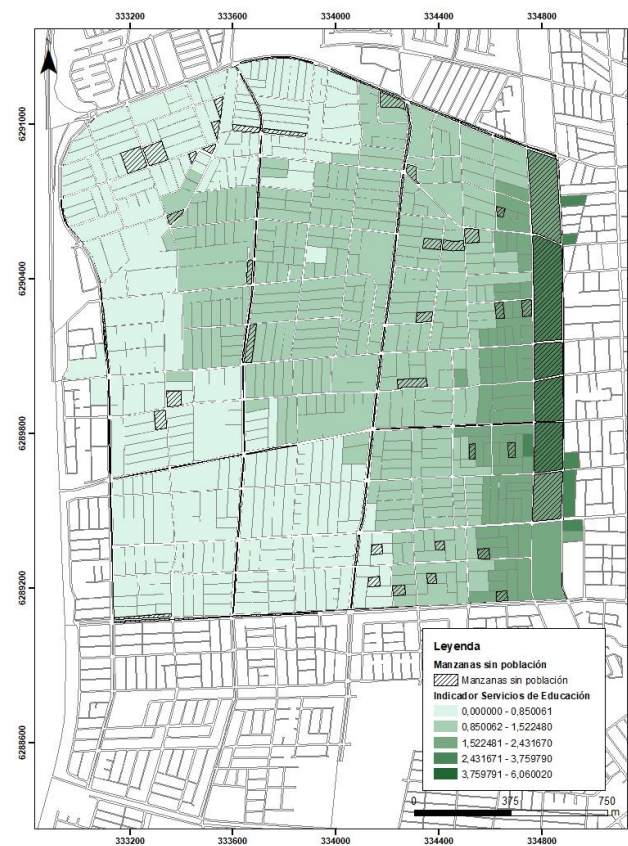 333200 333600 334000 334400 334800
6291000
6290400
6289800
6289200
6288600
Leyenda
Manzanas sin población
Manzanas sin población
Indicador Servicios de Educación
0,000000 - 0,850061
0,850062 - 1,522480
1,522481 - 2,431670
2,431671 - 3,759790
3,759791 - 6,060020
0 375 750
m
333200 333600 334000 334400 334800